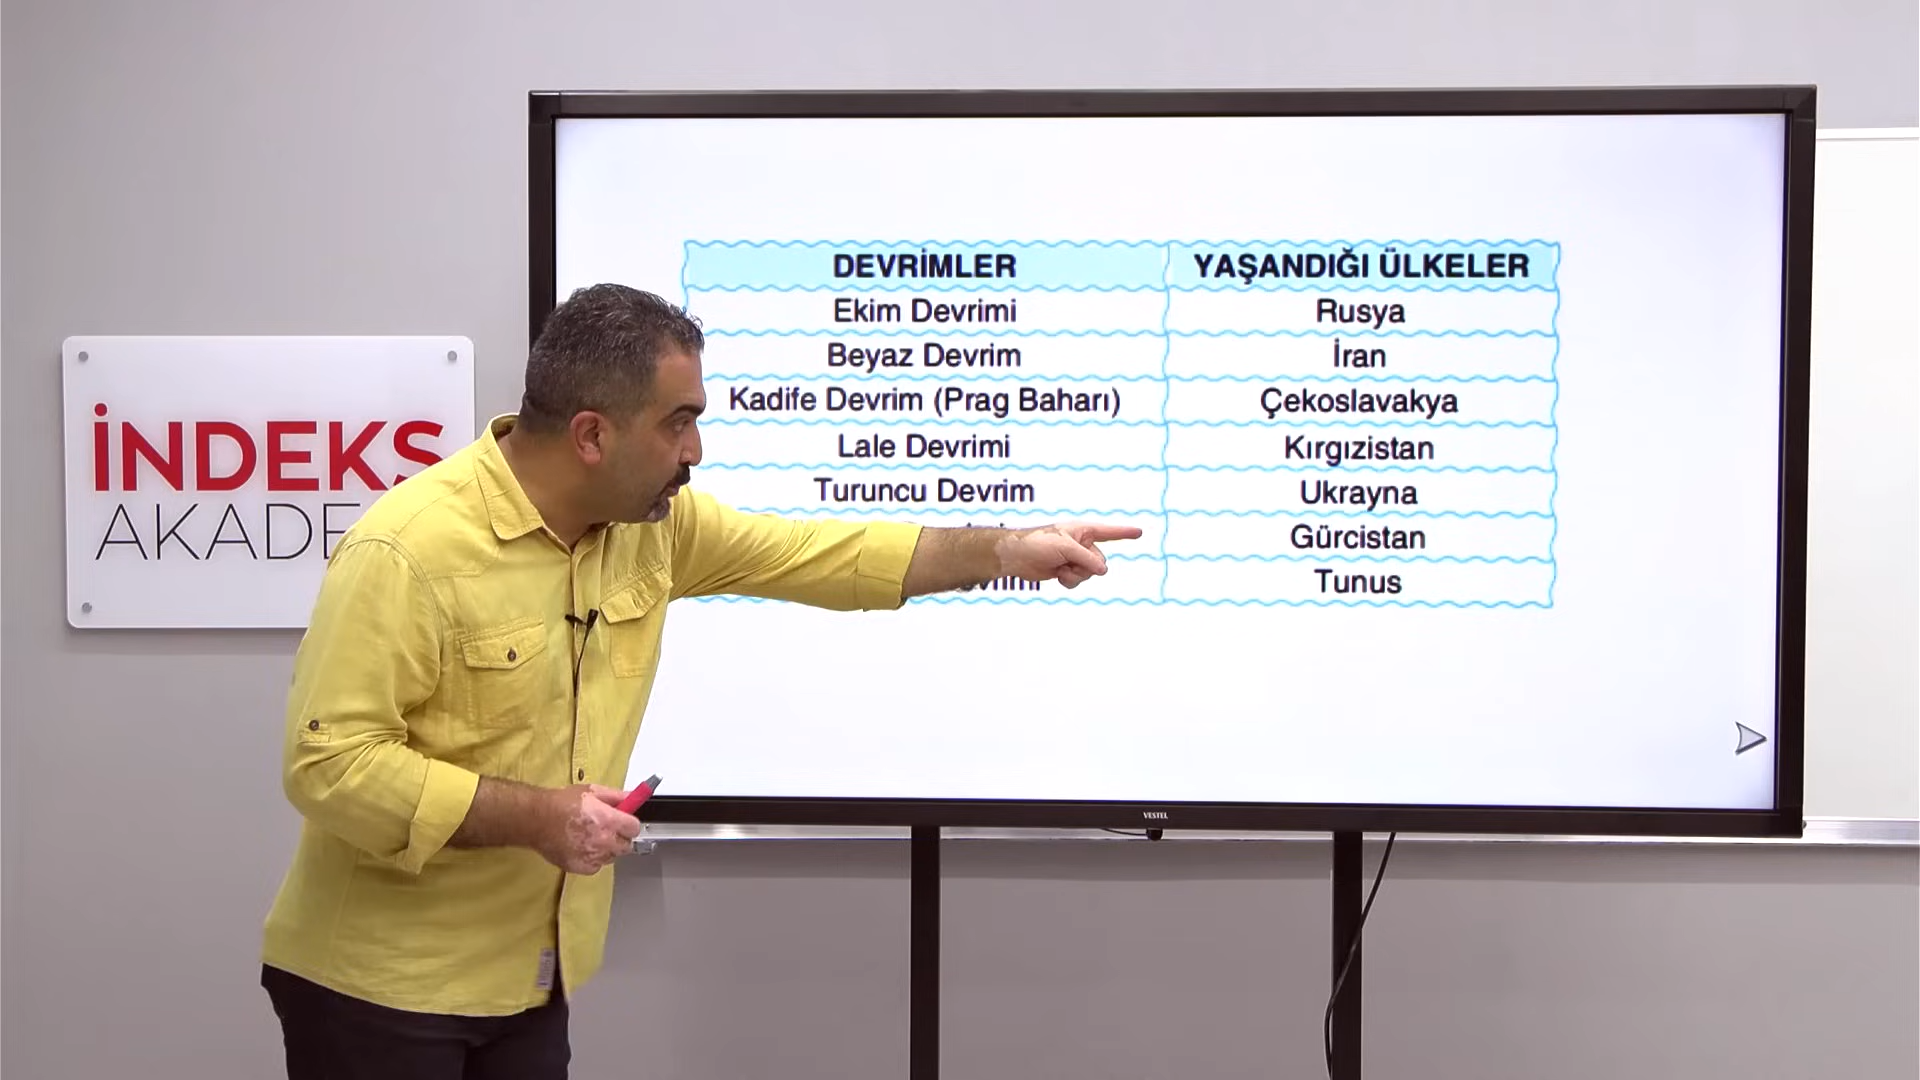 DEVRİMLER YAŞANDIĞI ÜLKELER
Ekim Devrimi Rusya
Beyaz Devrim İran
Kadife Devrim (Prag Baharı) Çekoslavakya
Lale Devrimi Kırgızistan
Turuncu Devrim Ukrayna
Gürcistan
Tunus
İNDEKS
AKADE
VESTEL